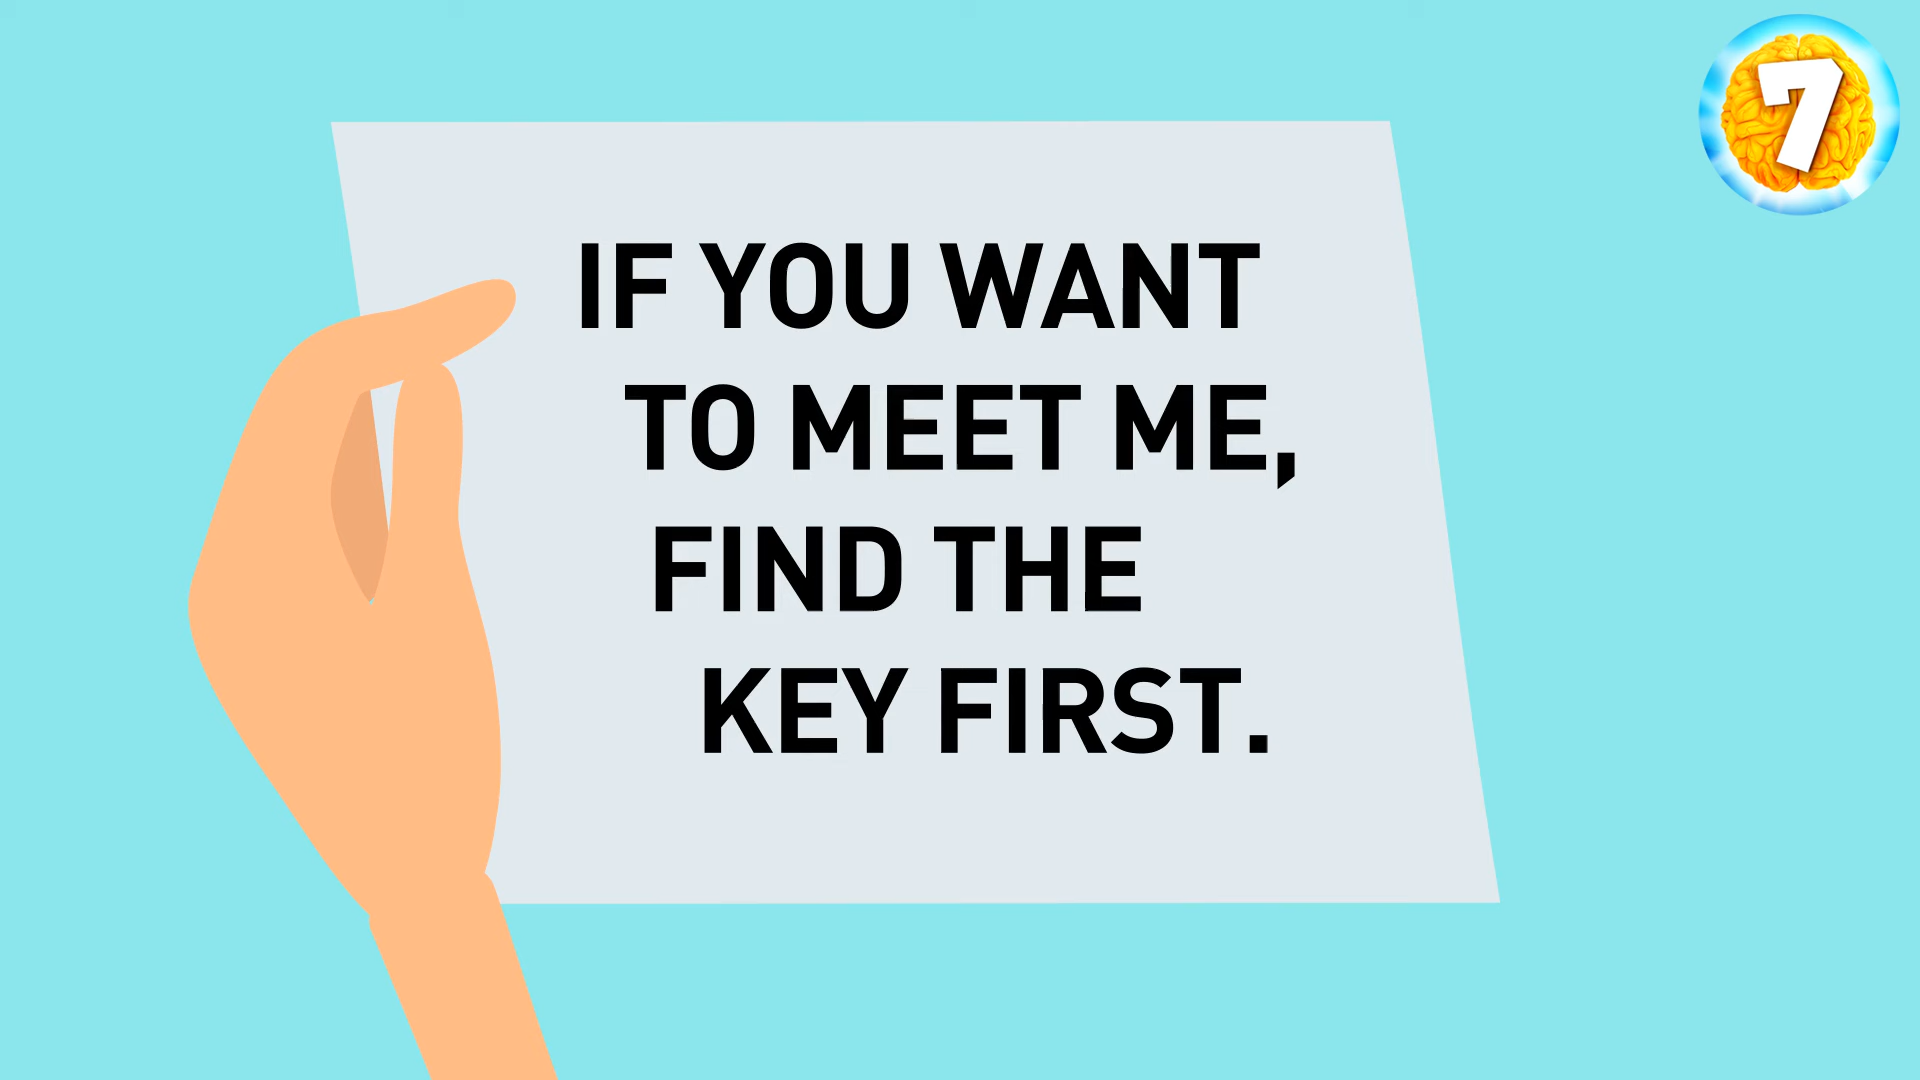 7
IF YOU WANT
TO MEET ME,
FIND THE
KEY FIRST.